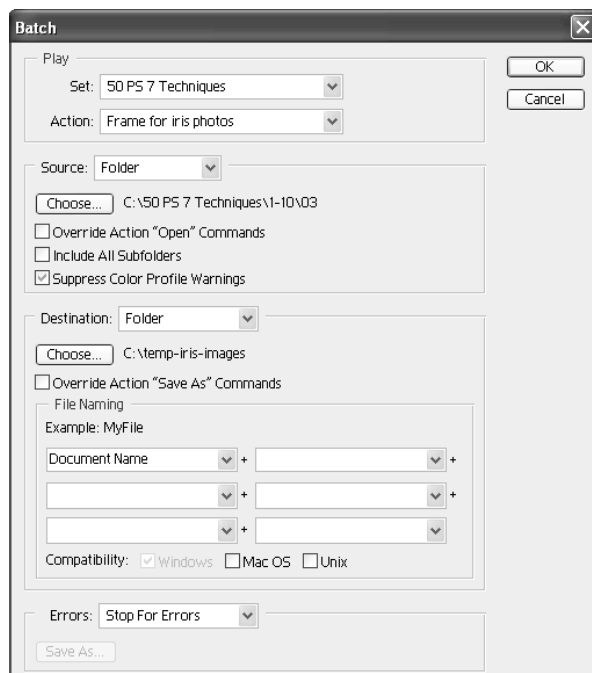 Batch
Play
Set: 50 PS 7 Techniques
Action: Frame for iris photos
OK
Cancel
Source: Folder
Choose... C:\50 PS 7 Techniques\1-10\03
Override Action "Open" Commands
Include All Subfolders
Suppress Color Profile Warnings
Destination: Folder
Choose... C:\temp-iris-images
Override Action "Save As" Commands
File Naming
Example: MyFile
Document Name + +
+ +
+
Compatibility: Windows Mac OS Unix
Errors: Stop For Errors
Save As...